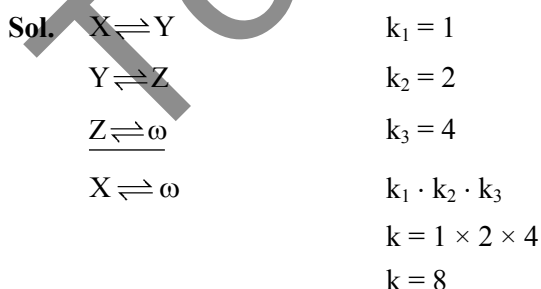 Sol. X ⇌ Y k₁ = 1
Y ⇌ Z k₂ = 2
Z ⇌ ω k₃ = 4
X ⇌ ω k₁ · k₂ · k₃
k = 1 × 2 × 4
k = 8